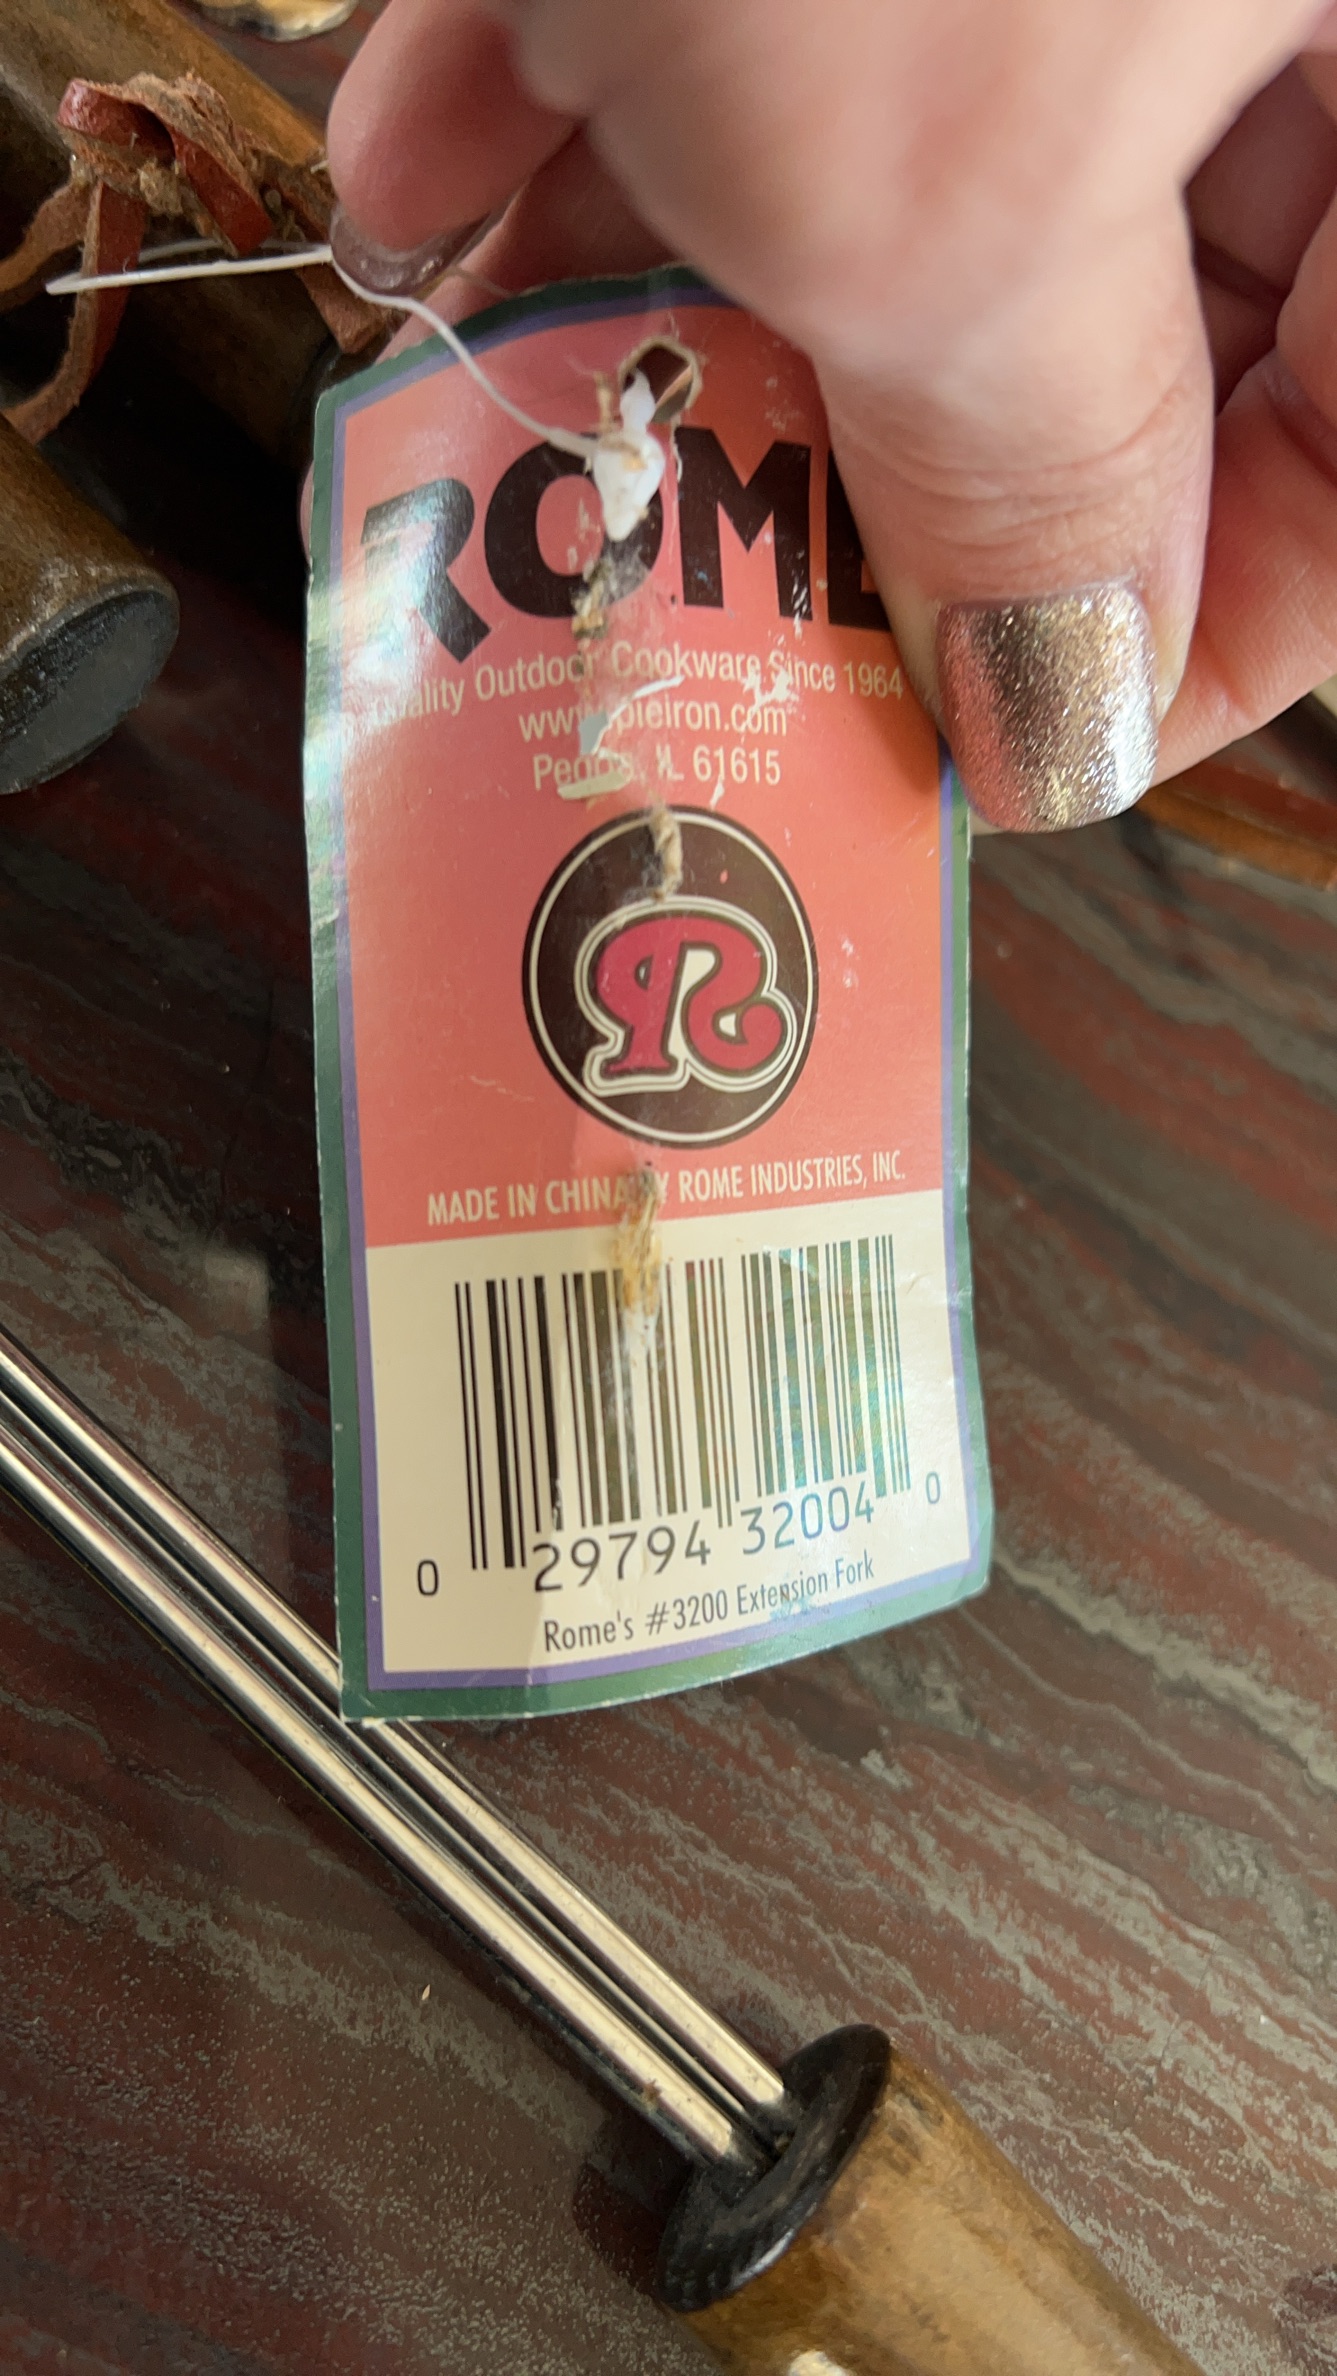 ROME
Quality Outdoor Cookware Since 1964
www.pieiron.com
Peoria, IL 61615
R
MADE IN CHINA BY ROME INDUSTRIES, INC.
0 29794 32004 0
Rome's #3200 Extension Fork